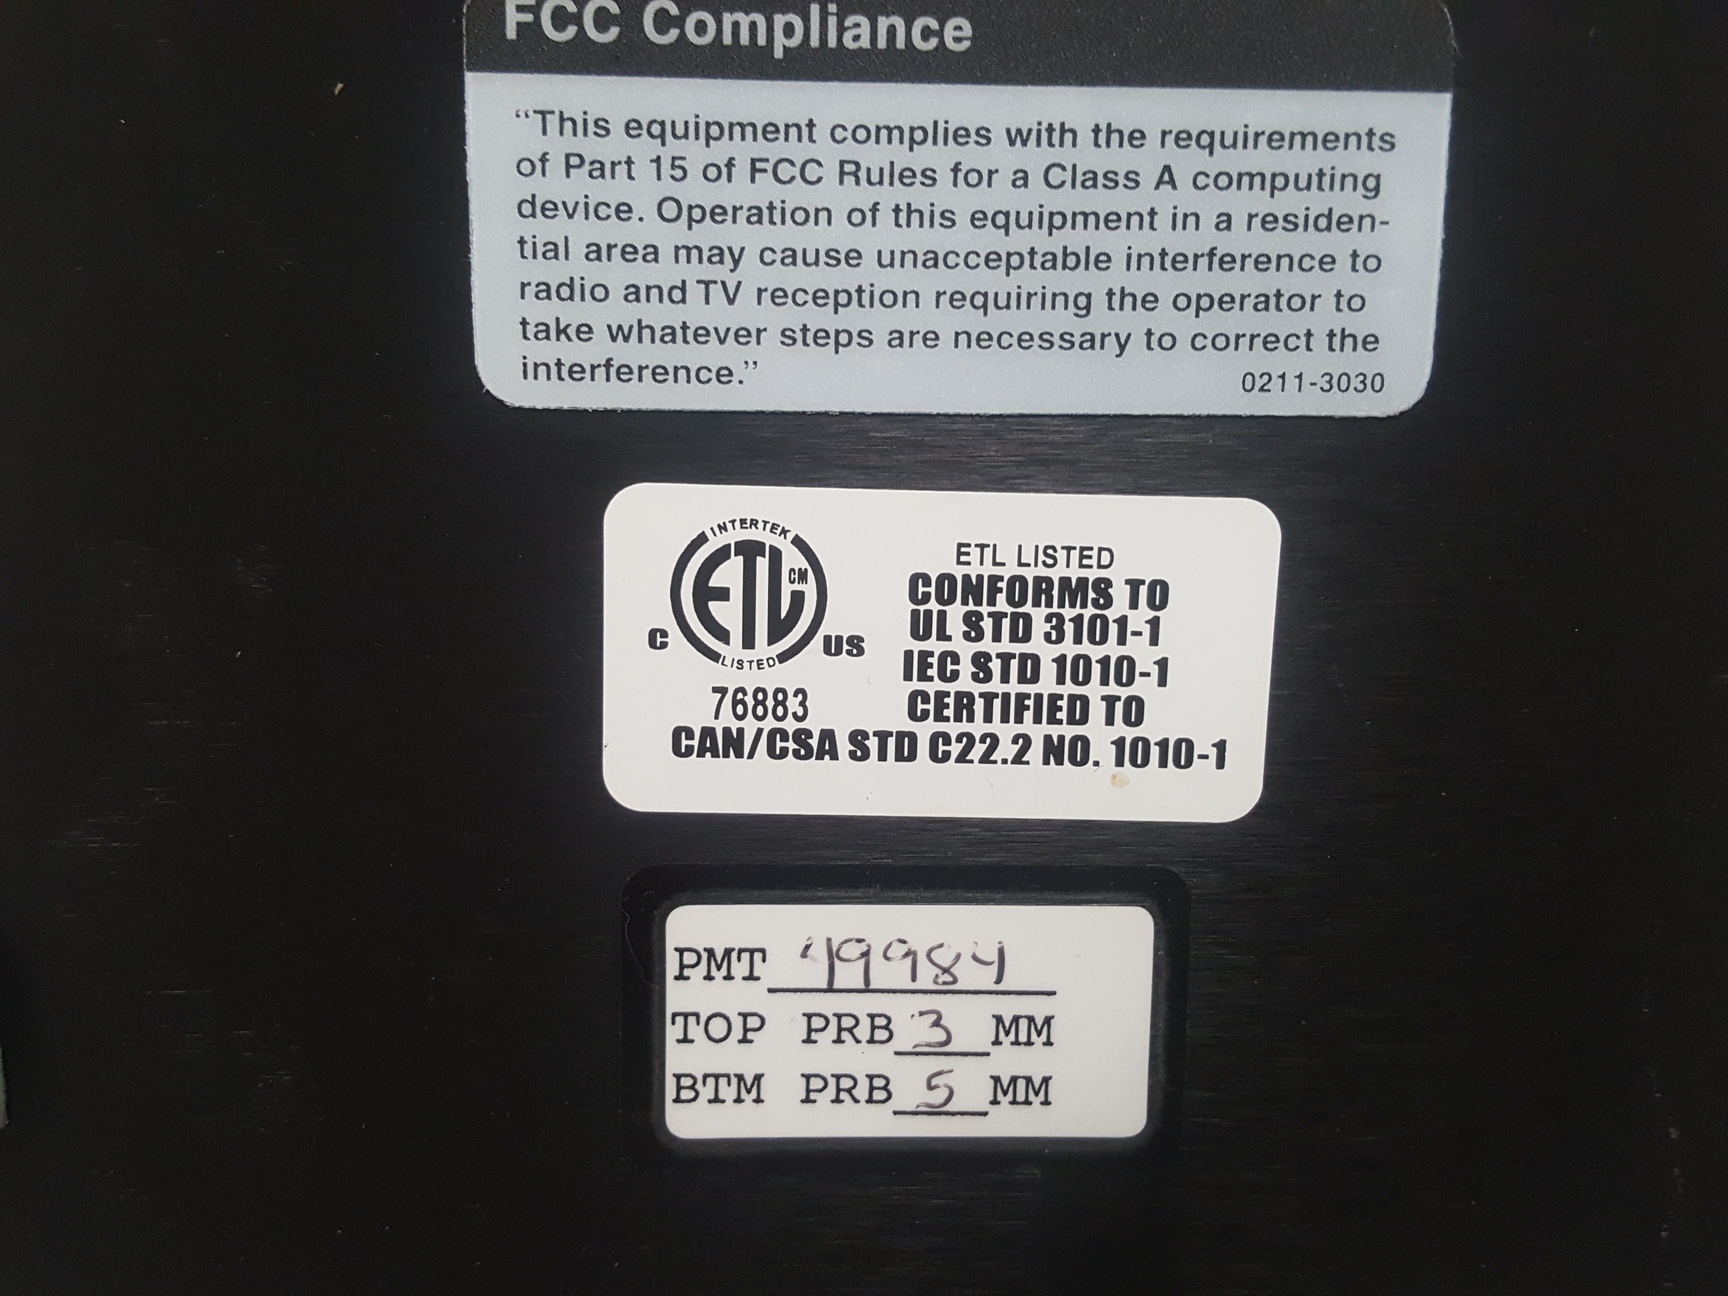 FCC Compliance
“This equipment complies with the requirements
of Part 15 of FCC Rules for a Class A computing
device. Operation of this equipment in a residen-
tial area may cause unacceptable interference to
radio and TV reception requiring the operator to
take whatever steps are necessary to correct the
interference.”
0211-3030
INTERTEK
ETL CM
C US
LISTED
76883
ETL LISTED
CONFORMS TO
UL STD 3101-1
IEC STD 1010-1
CERTIFIED TO
CAN/CSA STD C22.2 NO. 1010-1
PMT 49984
TOP PRB 3 MM
BTM PRB 5 MM